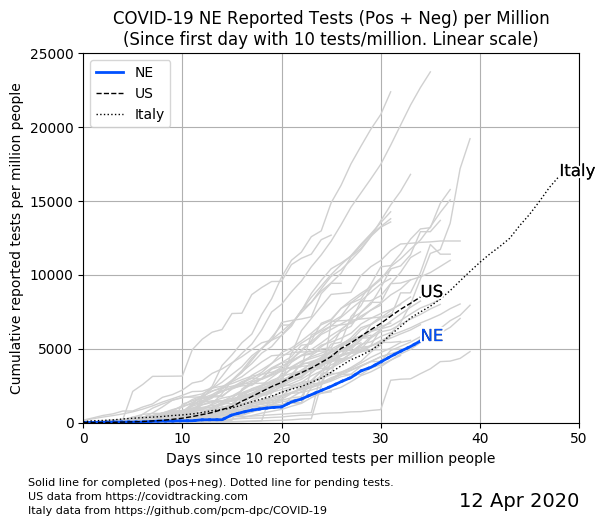 COVID-19 NE Reported Tests (Pos + Neg) per Million
(Since first day with 10 tests/million. Linear scale)
Cumulative reported tests per million people
25000
20000
15000
10000
5000
0
NE
US
Italy
Italy
US
NE
0 10 20 30 40 50
Days since 10 reported tests per million people
Solid line for completed (pos+neg). Dotted line for pending tests.
US data from https://covidtracking.com
Italy data from https://github.com/pcm-dpc/COVID-19
12 Apr 2020